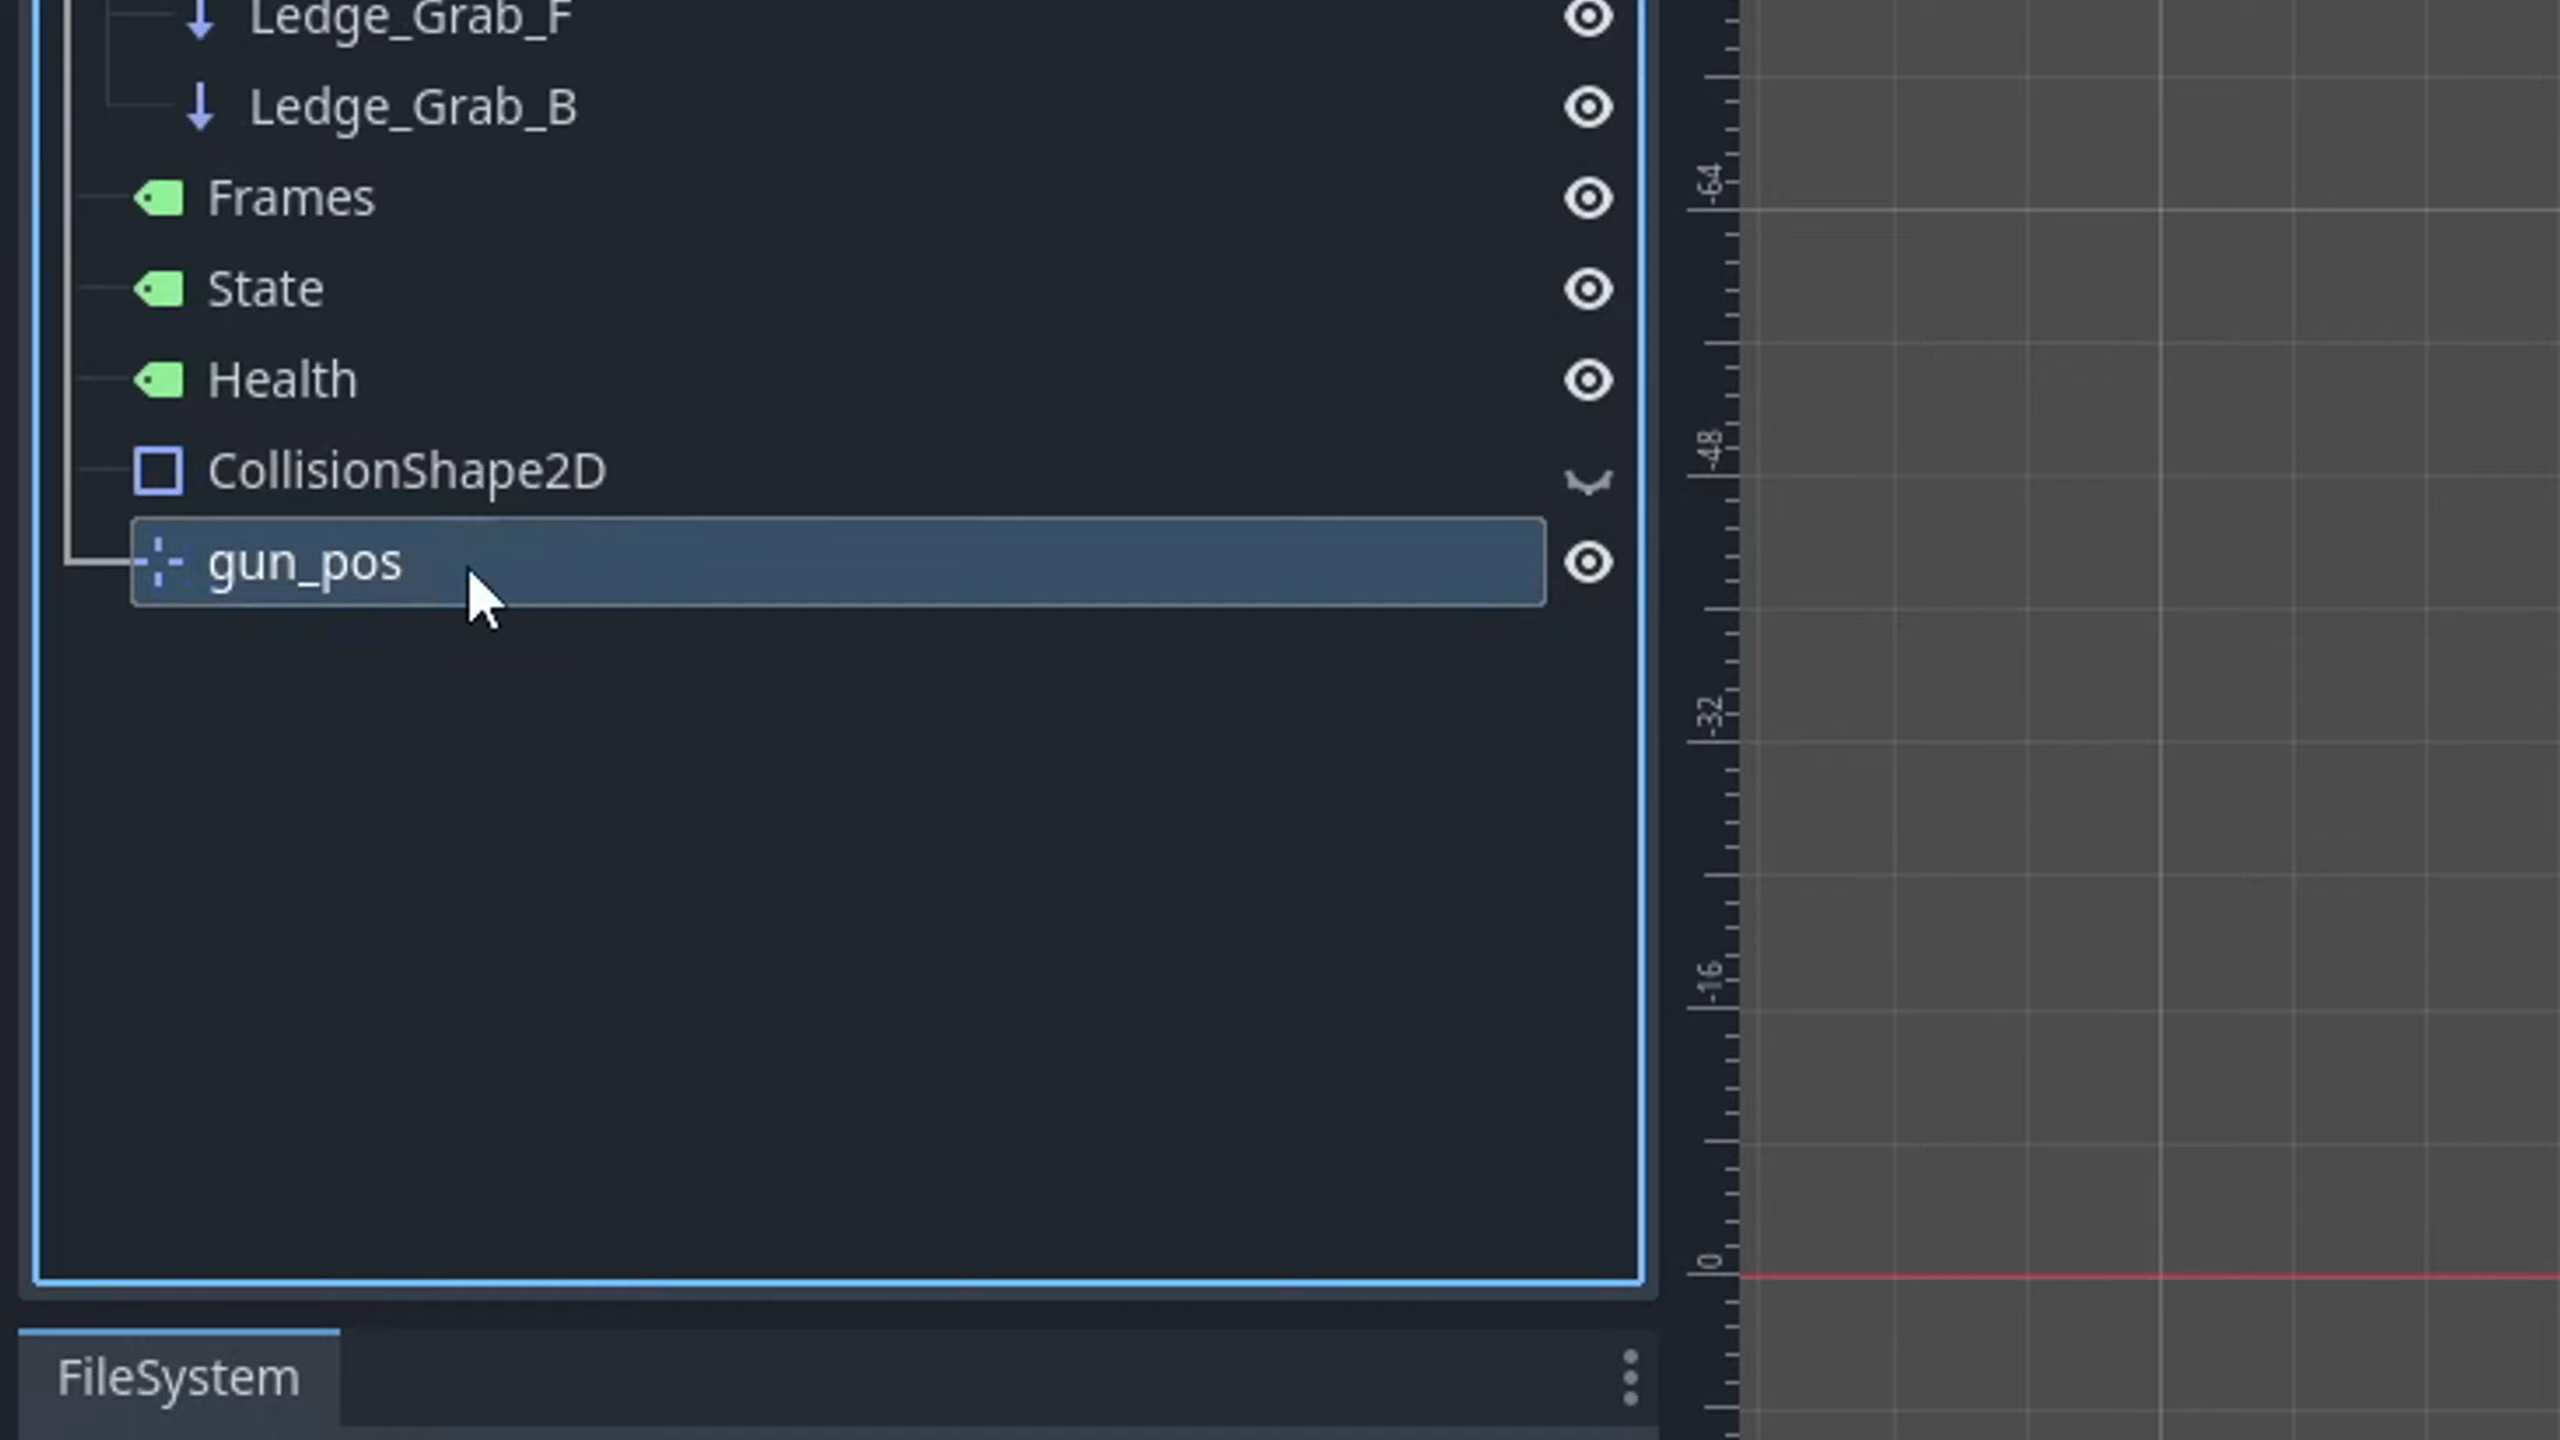 Ledge_Grab_F
Ledge_Grab_B
Frames
State
Health
CollisionShape2D
gun_pos
-64
-48
-32
-16
0
FileSystem